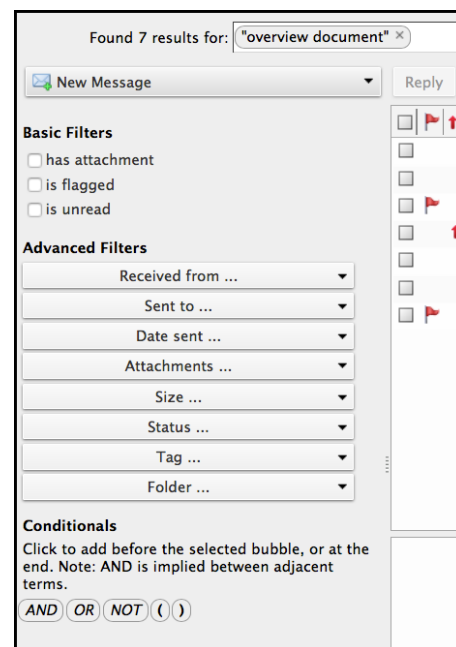 Found 7 results for: "overview document" ×
New Message
Reply
Basic Filters
has attachment
is flagged
is unread
Advanced Filters
Received from ...
Sent to ...
Date sent ...
Attachments ...
Size ...
Status ...
Tag ...
Folder ...
Conditionals
Click to add before the selected bubble, or at the
end. Note: AND is implied between adjacent
terms.
AND OR NOT ( )